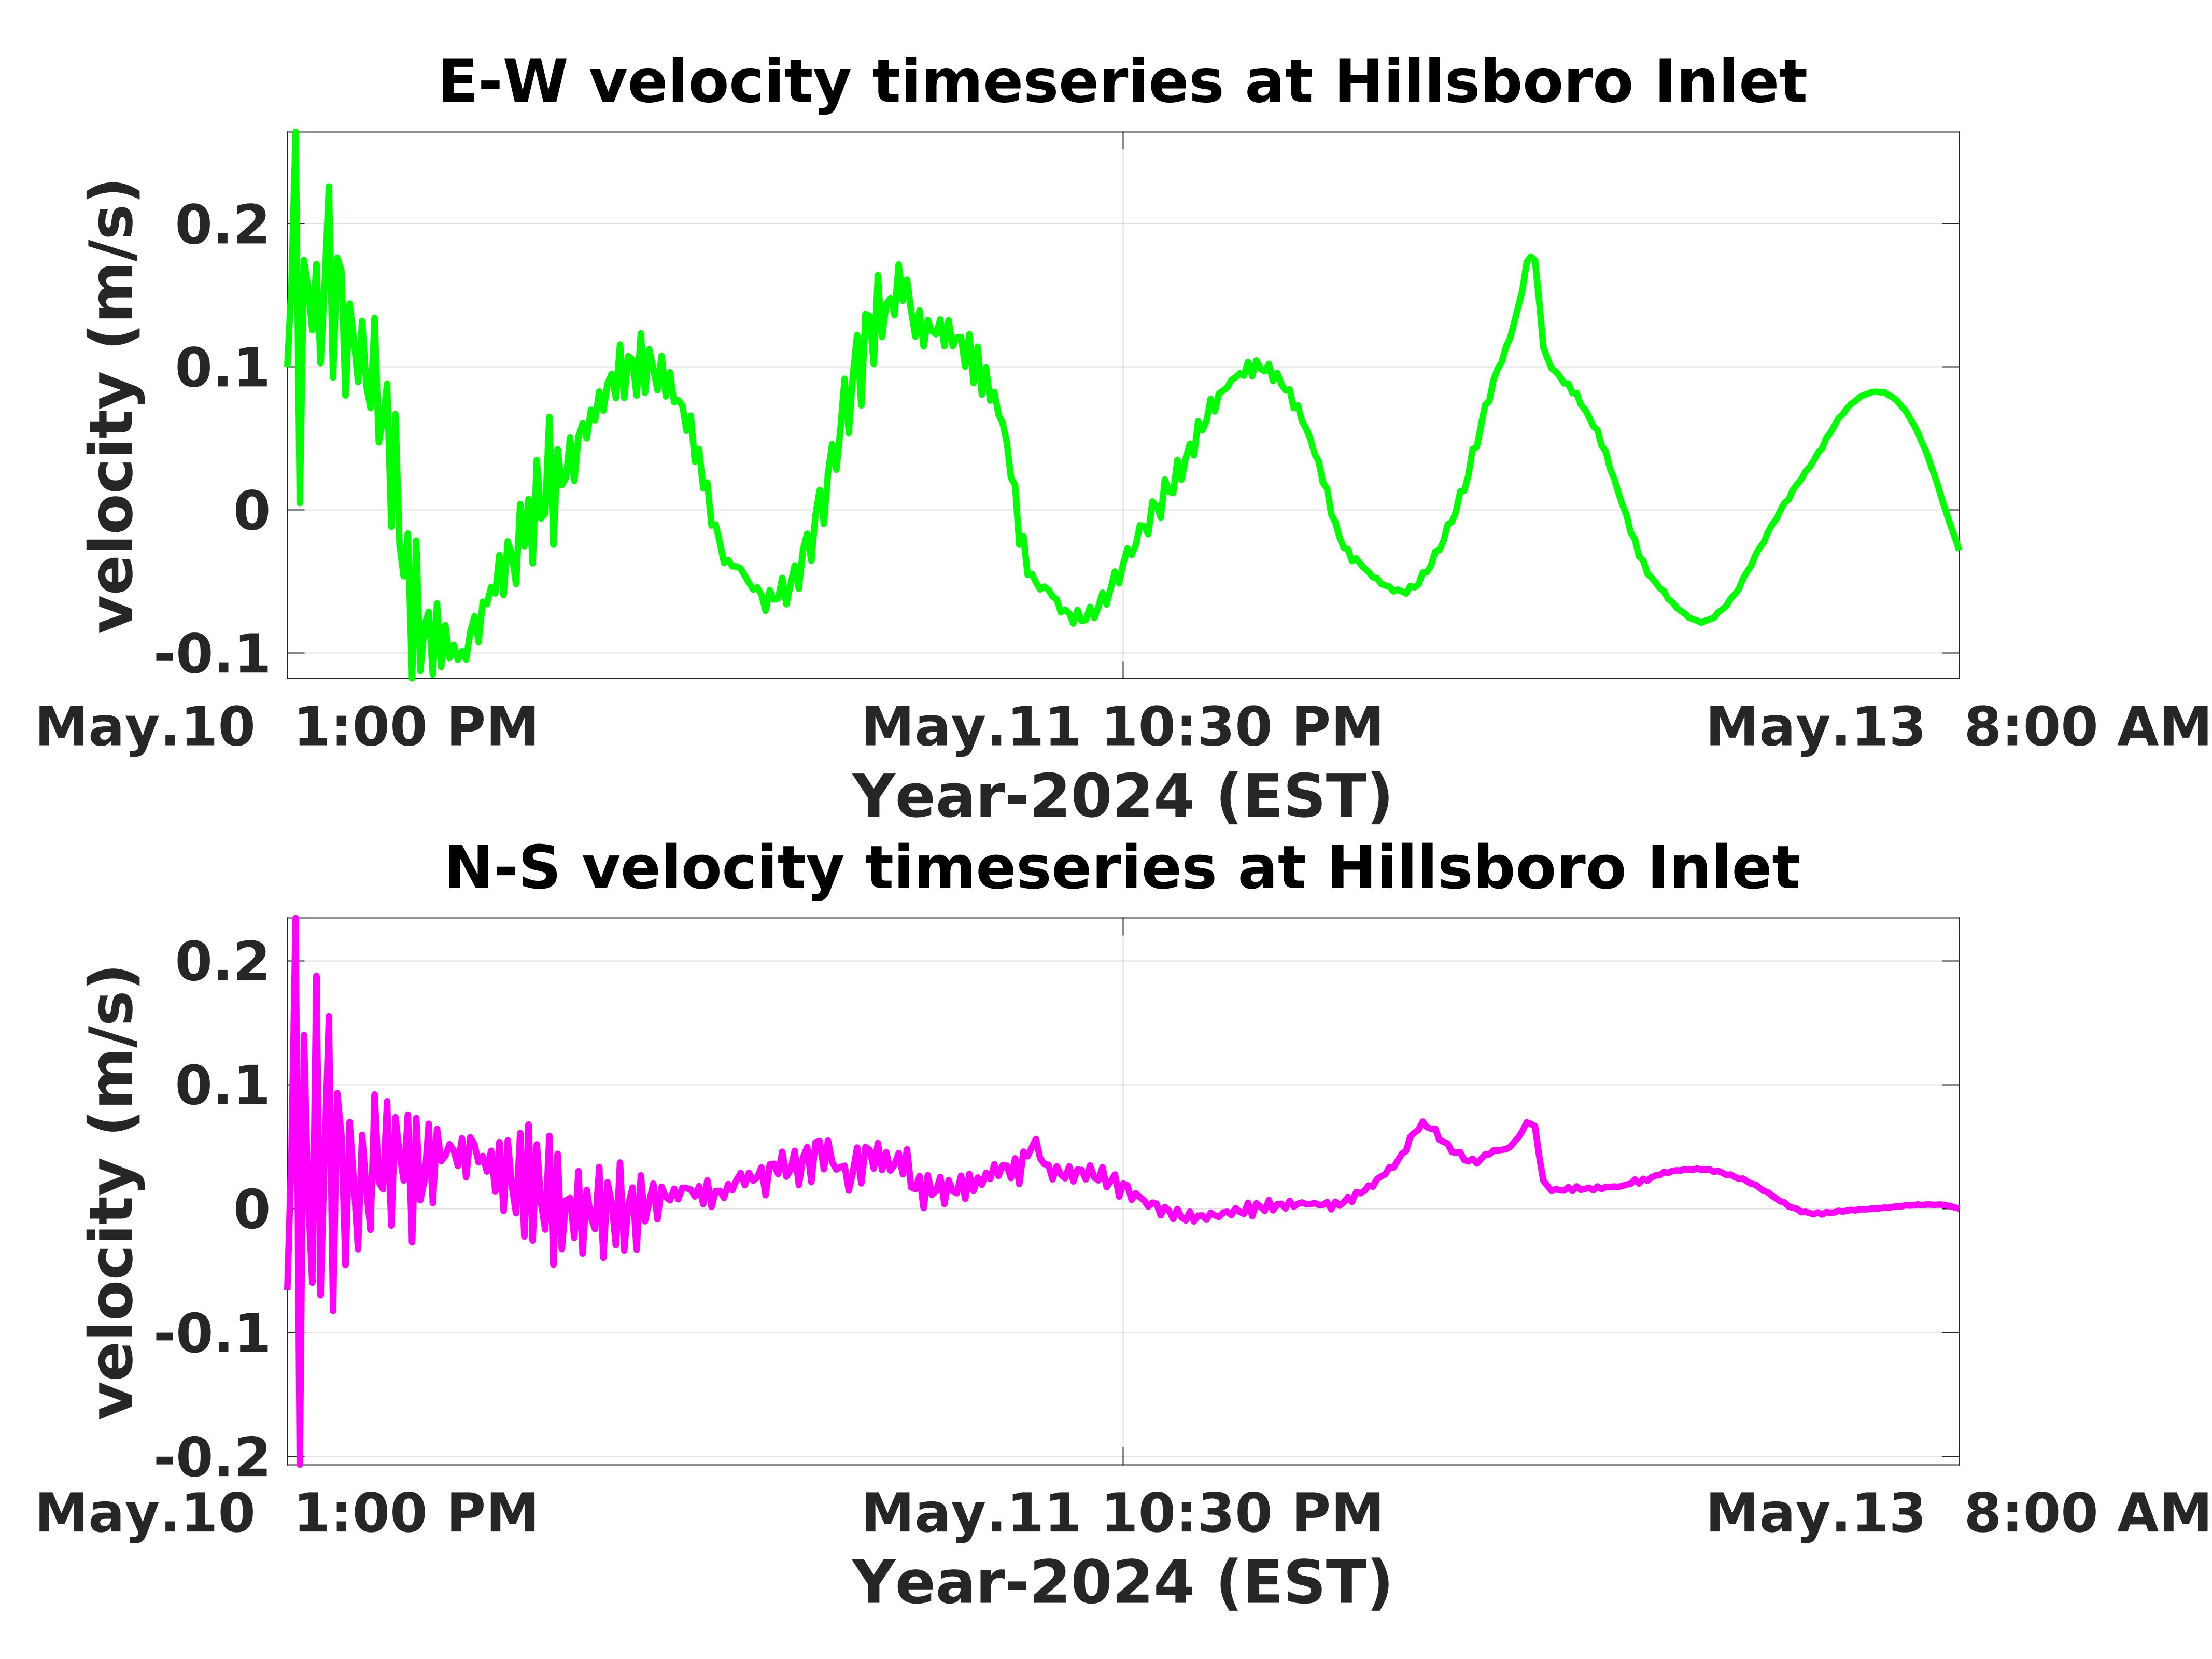 E-W velocity timeseries at Hillsboro Inlet
velocity (m/s)
0.2
0.1
0
-0.1
May.10  1:00 PM
May.11 10:30 PM
May.13  8:00 AM
Year-2024 (EST)
N-S velocity timeseries at Hillsboro Inlet
velocity (m/s)
0.2
0.1
0
-0.1
-0.2
May.10  1:00 PM
May.11 10:30 PM
May.13  8:00 AM
Year-2024 (EST)